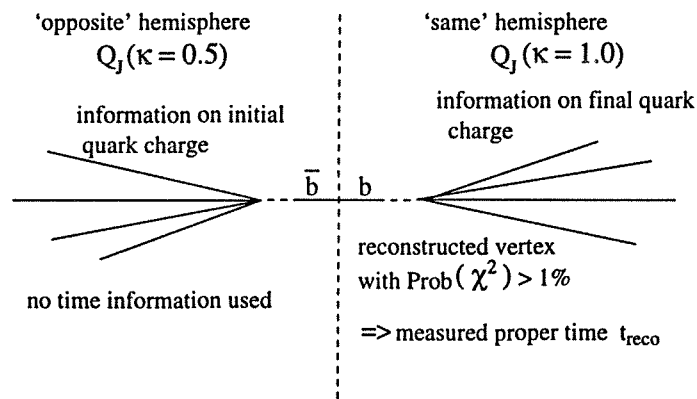 'opposite' hemisphere
Q_J(κ = 0.5)
information on initial
quark charge
b̅
no time information used
'same' hemisphere
Q_J(κ = 1.0)
information on final quark
charge
b
reconstructed vertex
with Prob(χ²) > 1%
=> measured proper time t_reco